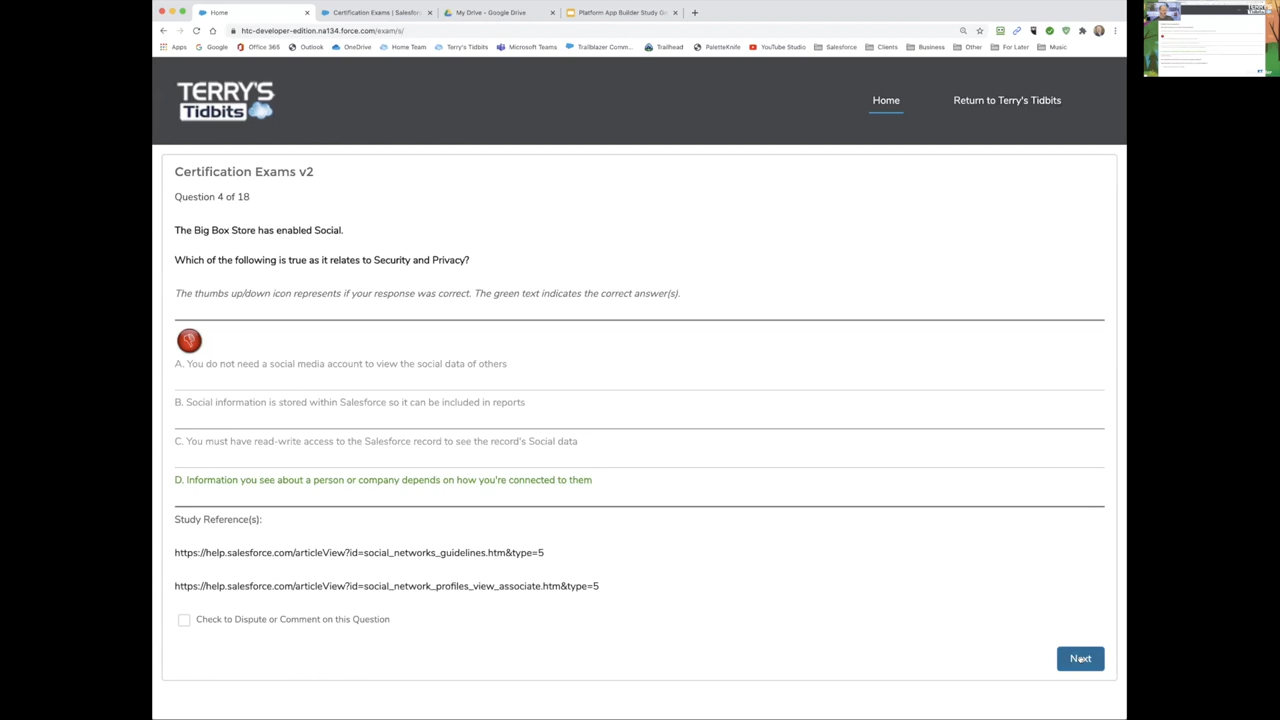 Home
Certification Exams | Salesfor
My Drive – Google Drive
Platform App Builder Study Gr
htc-developer-edition.na134.force.com/exam/s/
Apps
Google
Office 365
Outlook
OneDrive
Home Team
Terry's Tidbits
Microsoft Teams
Trailblazer Comm...
Trailhead
PaletteKnife
YouTube Studio
Salesforce
Clients
Business
Other
For Later
Music
TERRY'S
Tidbits
Home
Return to Terry's Tidbits
Certification Exams v2
Question 4 of 18
The Big Box Store has enabled Social.
Which of the following is true as it relates to Security and Privacy?
The thumbs up/down icon represents if your response was correct. The green text indicates the correct answer(s).
A. You do not need a social media account to view the social data of others
B. Social information is stored within Salesforce so it can be included in reports
C. You must have read-write access to the Salesforce record to see the record's Social data
D. Information you see about a person or company depends on how you're connected to them
Study Reference(s):
https://help.salesforce.com/articleView?id=social_networks_guidelines.htm&type=5
https://help.salesforce.com/articleView?id=social_network_profiles_view_associate.htm&type=5
Check to Dispute or Comment on this Question
Next